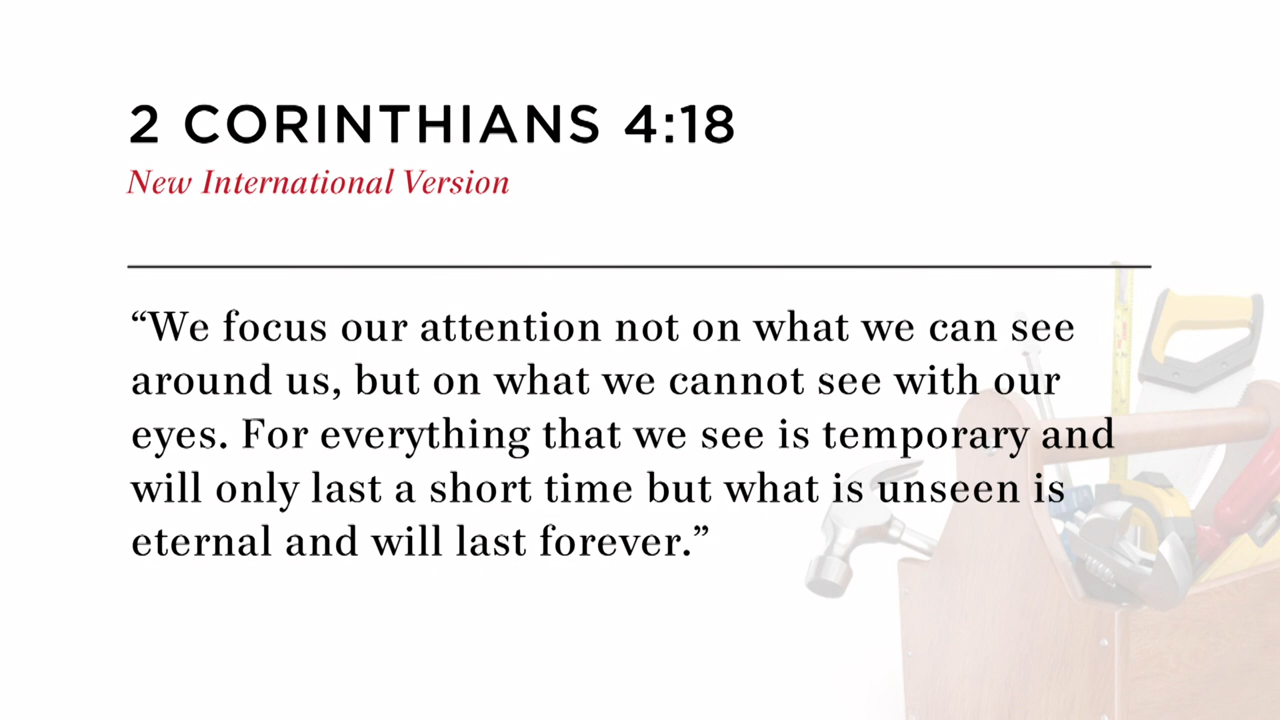 2 CORINTHIANS 4:18
New International Version
“We focus our attention not on what we can see
around us, but on what we cannot see with our
eyes. For everything that we see is temporary and
will only last a short time but what is unseen is
eternal and will last forever.”